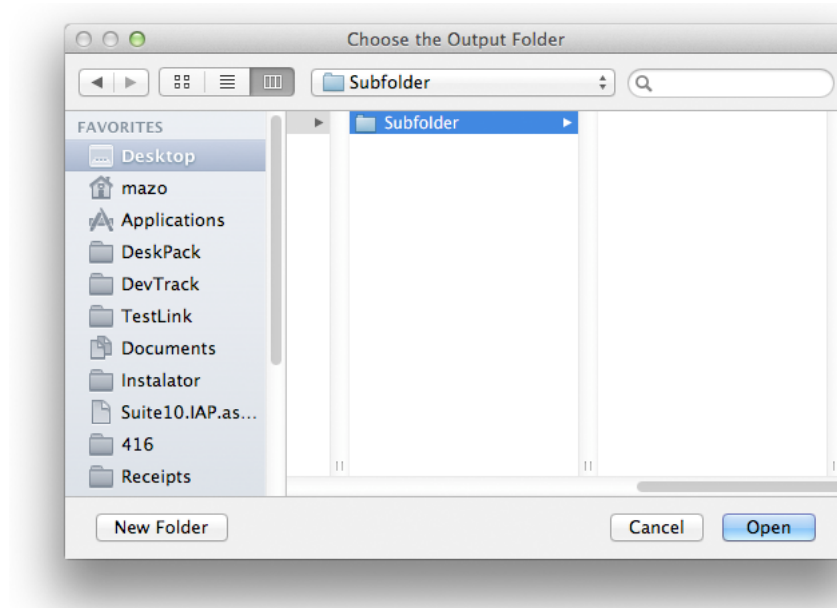 Choose the Output Folder
Subfolder
FAVORITES
Subfolder
Desktop
mazo
Applications
DeskPack
DevTrack
TestLink
Documents
Instalator
Suite10.IAP.as...
416
Receipts
New Folder
Cancel
Open